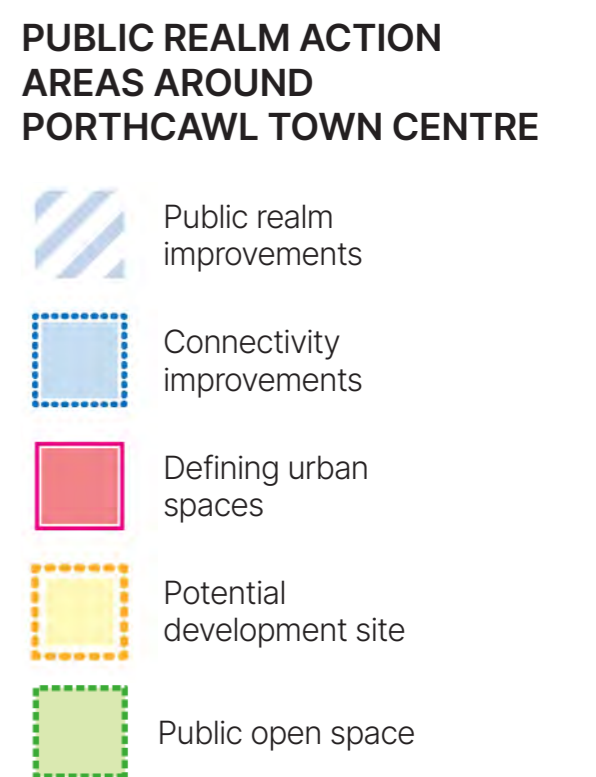 PUBLIC REALM ACTION
AREAS AROUND
PORTHCAWL TOWN CENTRE
Public realm
improvements
Connectivity
improvements
Defining urban
spaces
Potential
development site
Public open space